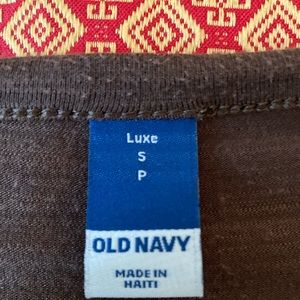 Luxe
S
P
OLD NAVY
MADE IN
HAITI